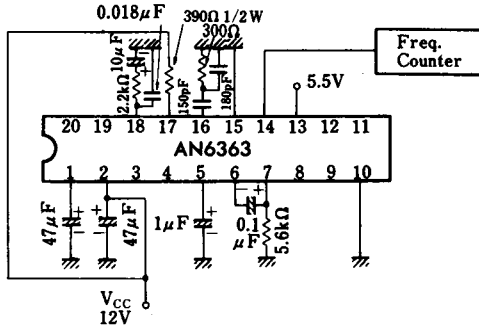 0.018μF
390Ω 1/2W
300Ω
10μF
+
2.2kΩ
150pF
180pF
Freq.
Counter
5.5V
20 19 18 17 16 15 14 13 12 11
AN6363
1 2 3 4 5 6 7 8 9 10
47μF
+
−
+
−
47μF
1μF
+
−
− +
0.1
μF
5.6kΩ
VCC
12V